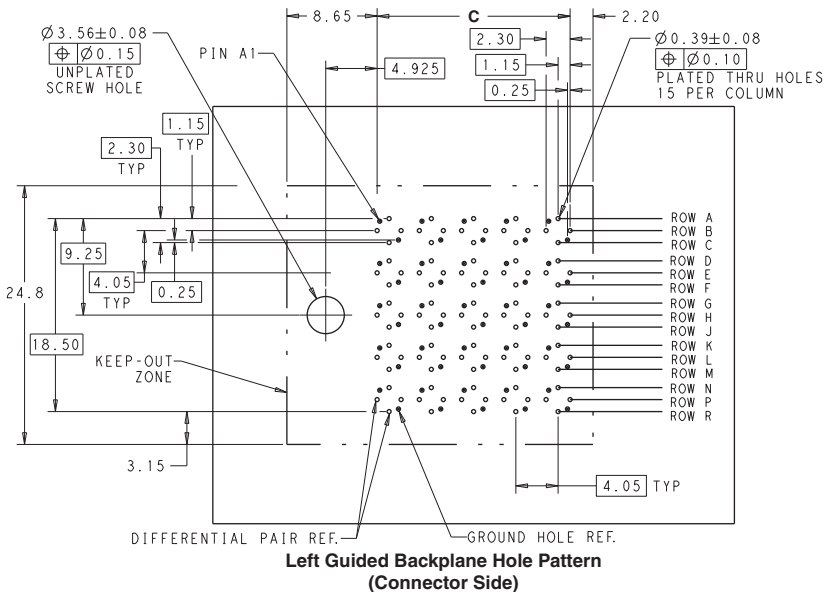 8.65
C
2.20
Ø3.56±0.08
⌖ Ø0.15
UNPLATED
SCREW HOLE
PIN A1
4.925
2.30
1.15
0.25
Ø0.39±0.08
⌖ Ø0.10
PLATED THRU HOLES
15 PER COLUMN
1.15
TYP
2.30
TYP
9.25
4.05
TYP
0.25
24.8
18.50
KEEP-OUT
ZONE
3.15
ROW A
ROW B
ROW C
ROW D
ROW E
ROW F
ROW G
ROW H
ROW J
ROW K
ROW L
ROW M
ROW N
ROW P
ROW R
4.05 TYP
DIFFERENTIAL PAIR REF.
GROUND HOLE REF.
Left Guided Backplane Hole Pattern
(Connector Side)